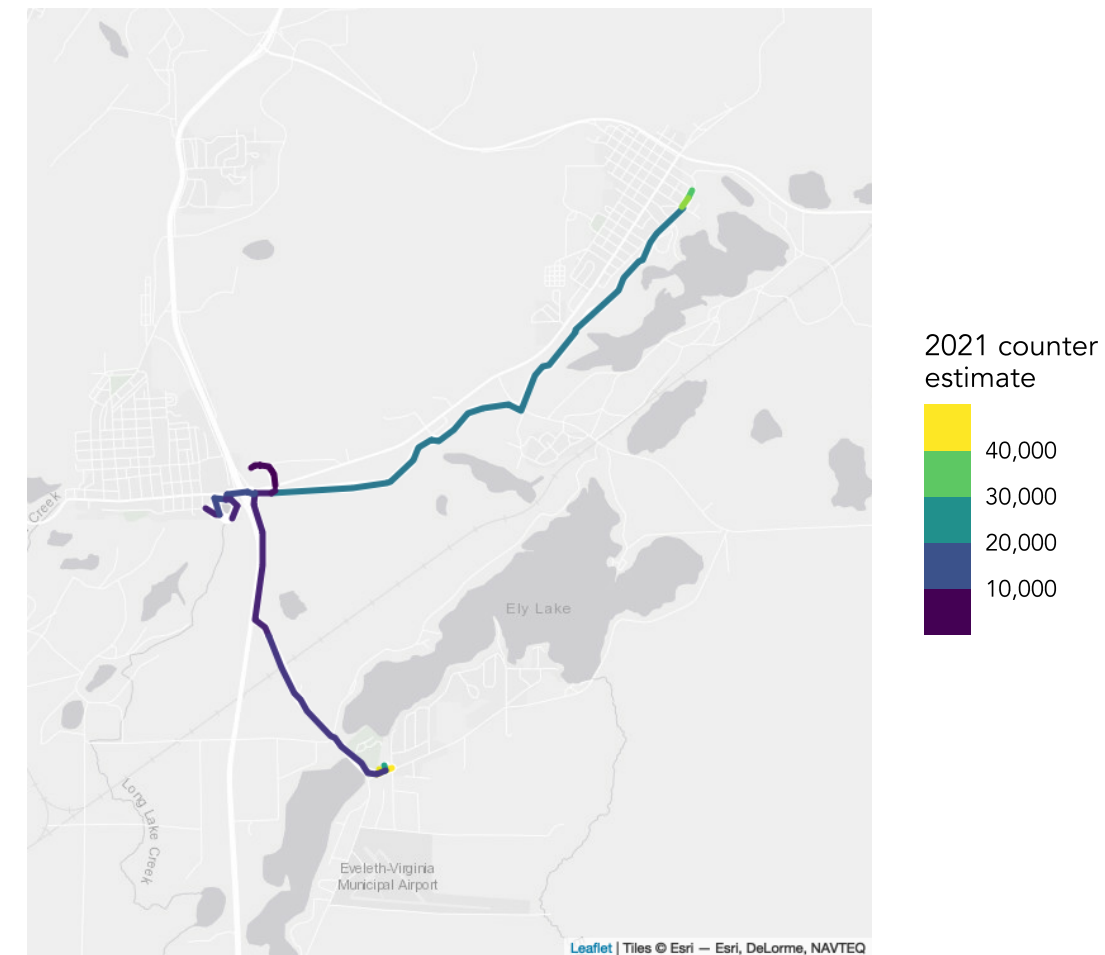 2021 counter
estimate
40,000
30,000
20,000
10,000
Creek
Ely Lake
Long Lake Creek
Eveleth-Virginia
Municipal Airport
Leaflet | Tiles © Esri — Esri, DeLorme, NAVTEQ